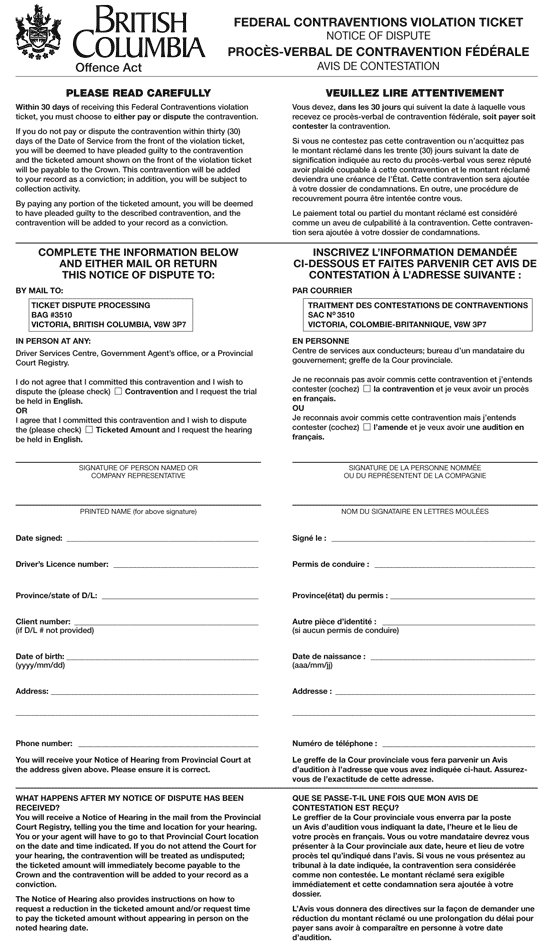 BRITISH
COLUMBIA
Offence Act
FEDERAL CONTRAVENTIONS VIOLATION TICKET
NOTICE OF DISPUTE
PROCÈS-VERBAL DE CONTRAVENTION FÉDÉRALE
AVIS DE CONTESTATION
PLEASE READ CAREFULLY
Within 30 days of receiving this Federal Contraventions violation
ticket, you must choose to either pay or dispute the contravention.
If you do not pay or dispute the contravention within thirty (30)
days of the Date of Service from the front of the violation ticket,
you will be deemed to have pleaded guilty to the contravention
and the ticketed amount shown on the front of the violation ticket
will be payable to the Crown. This contravention will be added
to your record as a conviction; in addition, you will be subject to
collection activity.
By paying any portion of the ticketed amount, you will be deemed
to have pleaded guilty to the described contravention, and the
contravention will be added to your record as a conviction.
VEUILLEZ LIRE ATTENTIVEMENT
Vous devez, dans les 30 jours qui suivent la date à laquelle vous
recevez ce procès-verbal de contravention fédérale, soit payer soit
contester la contravention.
Si vous ne contestez pas cette contravention ou n'acquittez pas
le montant réclamé dans les trente (30) jours suivant la date de
signification indiquée au recto du procès-verbal vous serez réputé
avoir plaidé coupable à cette contravention et le montant réclamé
deviendra une créance de l'État. Cette contravention sera ajoutée
à votre dossier de condamnations. En outre, une procédure de
recouvrement pourra être intentée contre vous.
Le paiement total ou partiel du montant réclamé est considéré
comme un aveu de culpabilité à la contravention. Cette contraven-
tion sera ajoutée à votre dossier de condamnations.
COMPLETE THE INFORMATION BELOW
AND EITHER MAIL OR RETURN
THIS NOTICE OF DISPUTE TO:
BY MAIL TO:
TICKET DISPUTE PROCESSING
BAG #3510
VICTORIA, BRITISH COLUMBIA, V8W 3P7
IN PERSON AT ANY:
Driver Services Centre, Government Agent's office, or a Provincial
Court Registry.
I do not agree that I committed this contravention and I wish to
dispute the (please check) ☐ Contravention and I request the trial
be held in English.
OR
I agree that I committed this contravention and I wish to dispute
the (please check) ☐ Ticketed Amount and I request the hearing
be held in English.
SIGNATURE OF PERSON NAMED OR
COMPANY REPRESENTATIVE
PRINTED NAME (for above signature)
Date signed:
Driver's Licence number:
Province/state of D/L:
Client number:
(if D/L # not provided)
Date of birth:
(yyyy/mm/dd)
Address:
Phone number:
You will receive your Notice of Hearing from Provincial Court at
the address given above. Please ensure it is correct.
INSCRIVEZ L'INFORMATION DEMANDÉE
CI-DESSOUS ET FAITES PARVENIR CET AVIS DE
CONTESTATION À L'ADRESSE SUIVANTE :
PAR COURRIER
TRAITMENT DES CONTESTATIONS DE CONTRAVENTIONS
SAC Nº 3510
VICTORIA, COLOMBIE-BRITANNIQUE, V8W 3P7
EN PERSONNE
Centre de services aux conducteurs; bureau d'un mandataire du
gouvernement; greffe de la Cour provinciale.
Je ne reconnais pas avoir commis cette contravention et j'entends
contester (cochez) ☐ la contravention et je veux avoir un procès
en français.
OU
Je reconnais avoir commis cette contravention mais j'entends
contester (cochez) ☐ l'amende et je veux avoir une audition en
français.
SIGNATURE DE LA PERSONNE NOMMÉE
OU DU REPRÉSENTENT DE LA COMPAGNIE
NOM DU SIGNATAIRE EN LETTRES MOULÉES
Signé le :
Permis de conduire :
Province(état) du permis :
Autre pièce d'identité :
(si aucun permis de conduire)
Date de naissance :
(aaa/mm/jj)
Adresse :
Numéro de téléphone :
Le greffe de la Cour provinciale vous fera parvenir un Avis
d'audition à l'adresse que vous avez indiquée ci-haut. Assurez-
vous de l'exactitude de cette adresse.
WHAT HAPPENS AFTER MY NOTICE OF DISPUTE HAS BEEN
RECEIVED?
You will receive a Notice of Hearing in the mail from the Provincial
Court Registry, telling you the time and location for your hearing.
You or your agent will have to go to that Provincial Court location
on the date and time indicated. If you do not attend the Court for
your hearing, the contravention will be treated as undisputed;
the ticketed amount will immediately become payable to the
Crown and the contravention will be added to your record as a
conviction.
The Notice of Hearing also provides instructions on how to
request a reduction in the ticketed amount and/or request time
to pay the ticketed amount without appearing in person on the
noted hearing date.
QUE SE PASSE-T-IL UNE FOIS QUE MON AVIS DE
CONTESTATION EST REÇU?
Le greffier de la Cour provinciale vous enverra par la poste
un Avis d'audition vous indiquant la date, l'heure et le lieu de
votre procès en français. Vous ou votre mandataire devrez vous
présenter à la Cour provinciale aux date, heure et lieu de votre
procès tel qu'indiqué dans l'avis. Si vous ne vous présentez au
tribunal à la date indiquée, la contravention sera considérée
comme non contestée. Le montant réclamé sera exigible
immédiatement et cette condamnation sera ajoutée à votre
dossier.
L'Avis vous donnera des directives sur la façon de demander une
réduction du montant réclamé ou une prolongation du délai pour
payer sans avoir à comparaître en personne à votre date
d'audition.